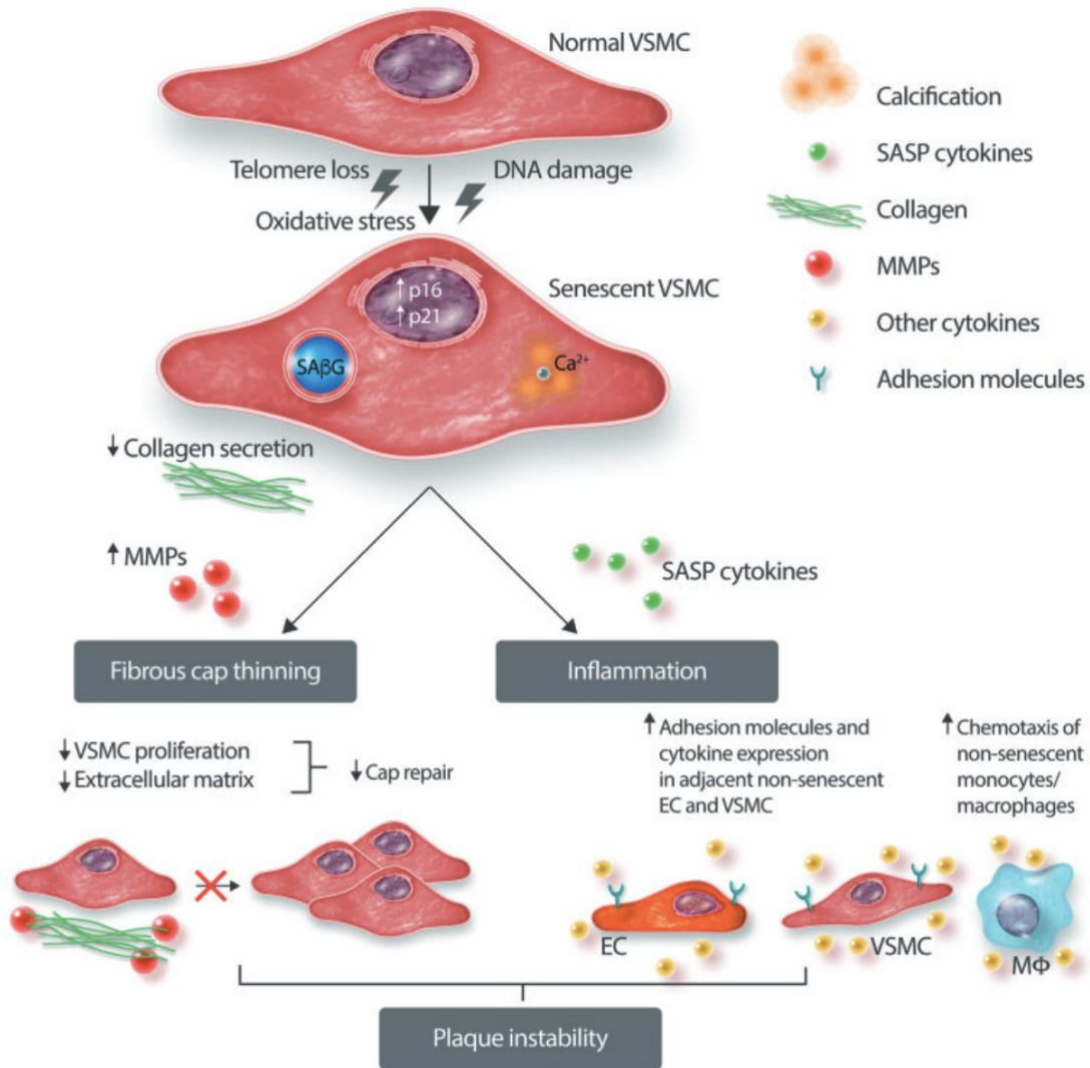 Normal VSMC
Calcification
SASP cytokines
Collagen
MMPs
Other cytokines
Adhesion molecules
Telomere loss
DNA damage
Oxidative stress
↑ p16
↑ p21
Senescent VSMC
SAβG
Ca²⁺
↓ Collagen secretion
↑ MMPs
SASP cytokines
Fibrous cap thinning
Inflammation
↓ VSMC proliferation
↓ Extracellular matrix
↓ Cap repair
↑ Adhesion molecules and
cytokine expression
in adjacent non-senescent
EC and VSMC
↑ Chemotaxis of
non-senescent
monocytes/
macrophages
EC
VSMC
MΦ
Plaque instability